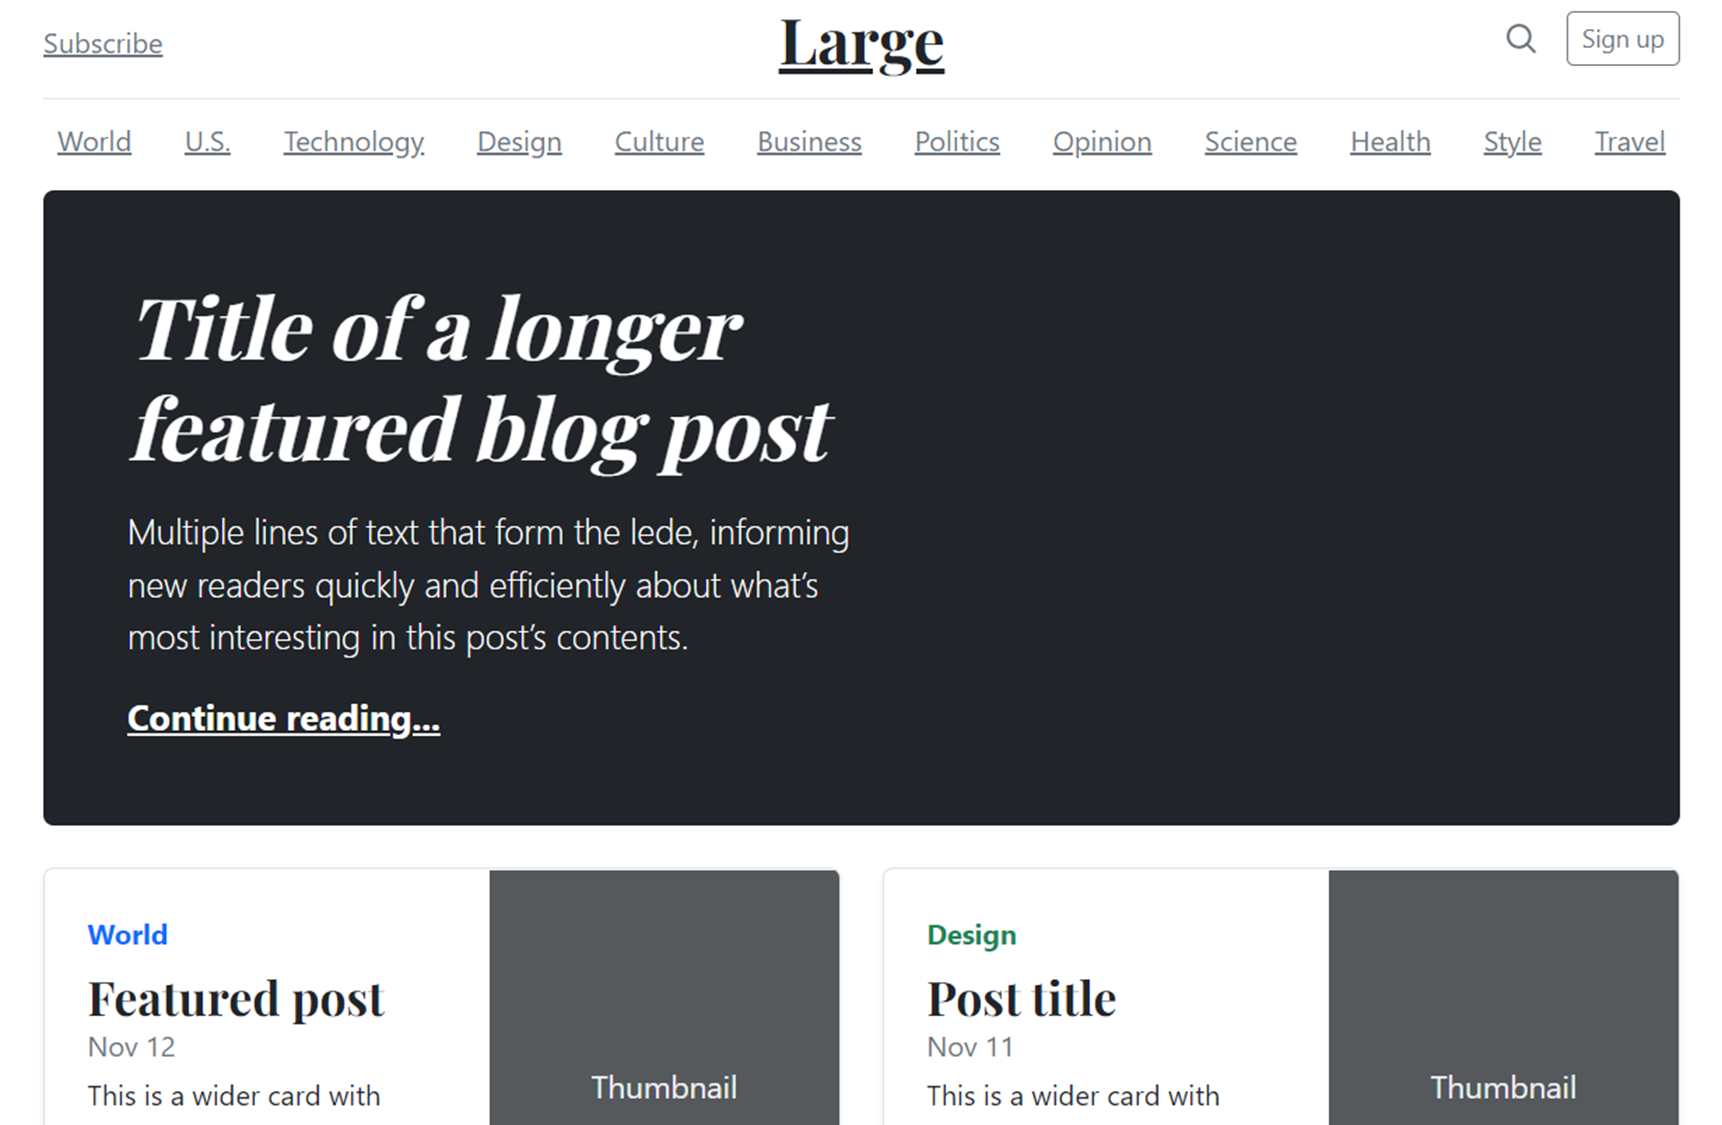 Subscribe
Large
Sign up
World U.S. Technology Design Culture Business Politics Opinion Science Health Style Travel
Title of a longer
featured blog post
Multiple lines of text that form the lede, informing
new readers quickly and efficiently about what’s
most interesting in this post’s contents.
Continue reading...
World
Featured post
Nov 12
This is a wider card with
Thumbnail
Design
Post title
Nov 11
This is a wider card with
Thumbnail